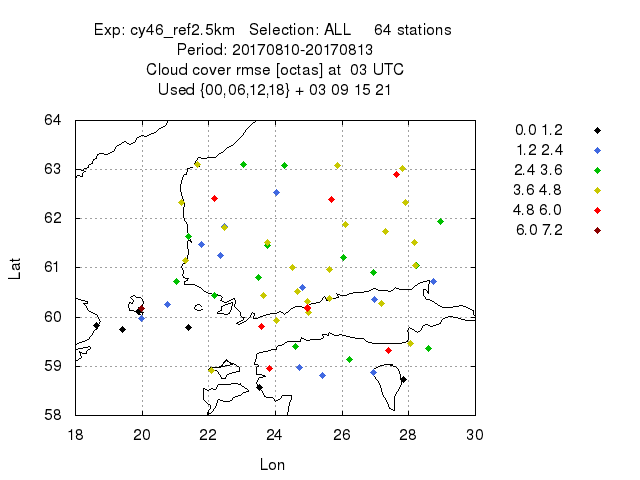 Exp: cy46_ref2.5km Selection: ALL 64 stations
Period: 20170810-20170813
Cloud cover rmse [octas] at 03 UTC
Used {00,06,12,18} + 03 09 15 21
64
63
62
61
60
59
58
Lat
18 20 22 24 26 28 30
Lon
0.0 1.2
1.2 2.4
2.4 3.6
3.6 4.8
4.8 6.0
6.0 7.2